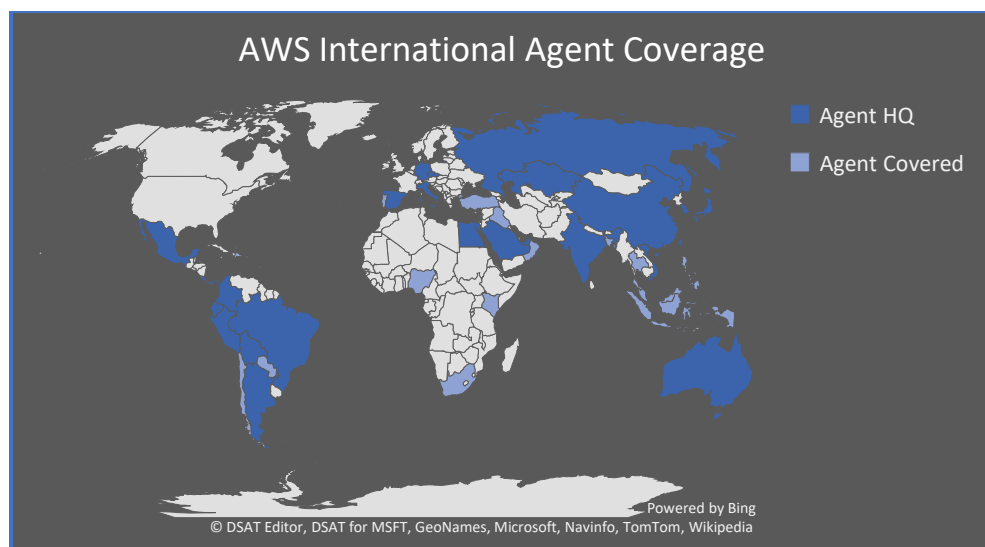 AWS International Agent Coverage
Agent HQ
Agent Covered
Powered by Bing
© DSAT Editor, DSAT for MSFT, GeoNames, Microsoft, Navinfo, TomTom, Wikipedia